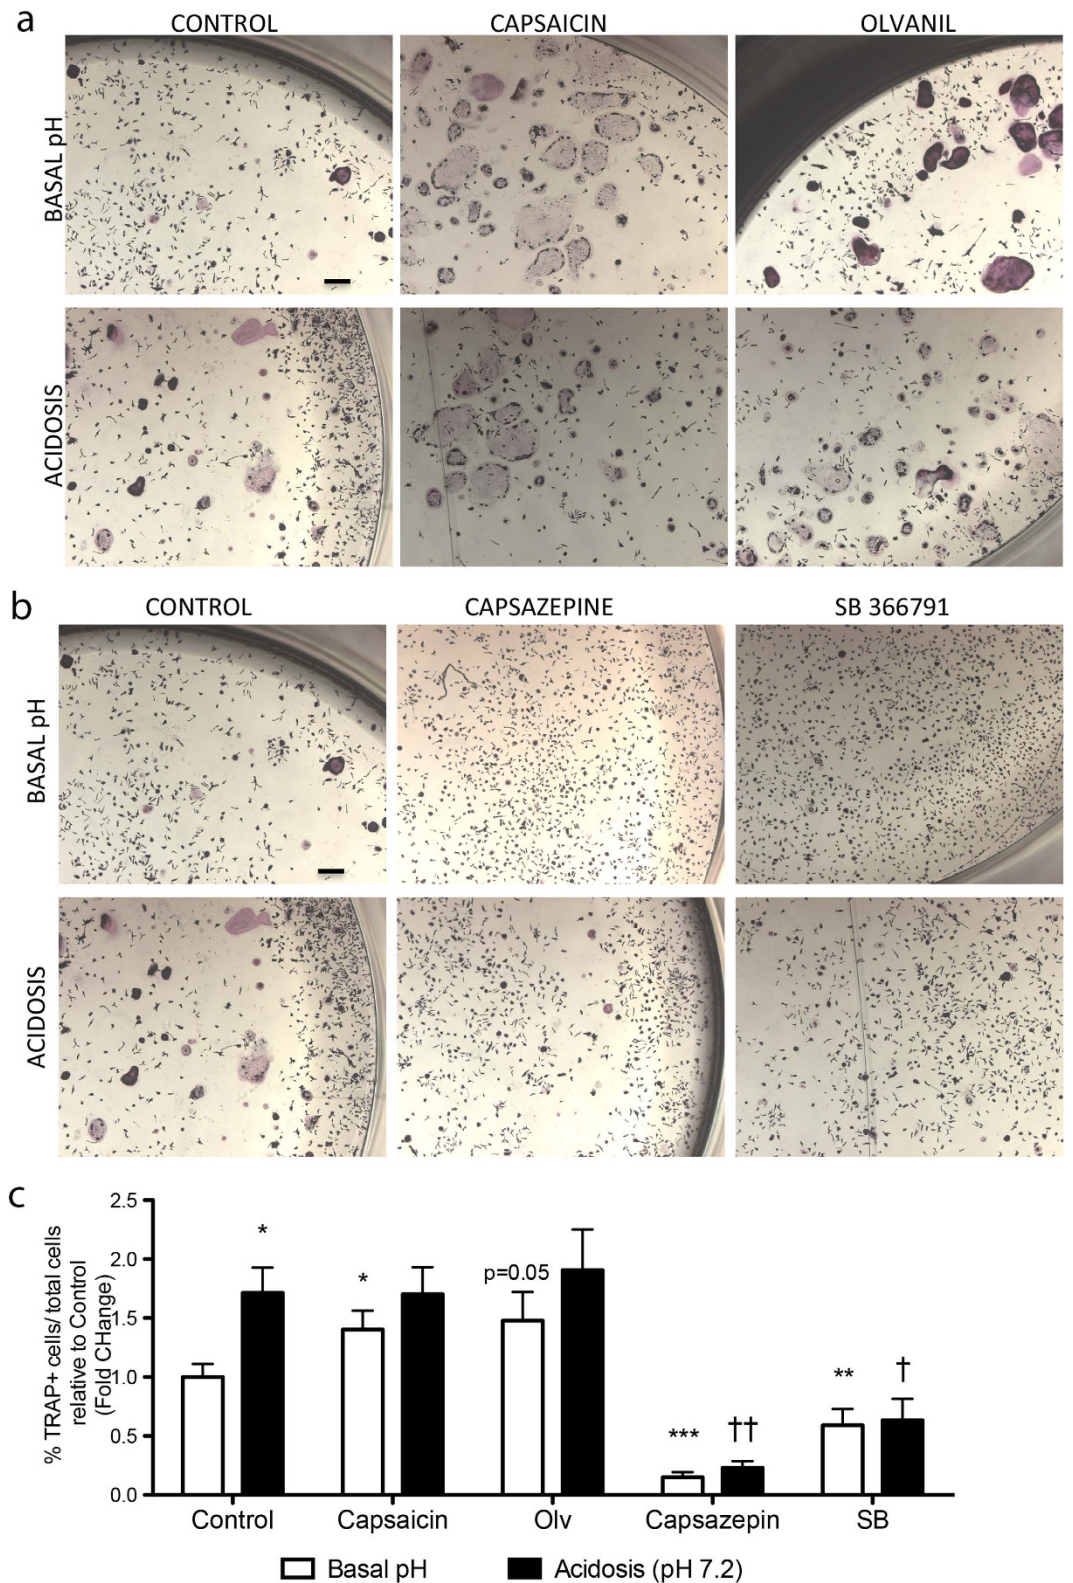 a
CONTROL CAPSAICIN OLVANIL
BASAL pH
ACIDOSIS
b
CONTROL CAPSAZEPINE SB 366791
BASAL pH
ACIDOSIS
c
% TRAP+ cells/ total cells
relative to Control
(Fold CHange)
2.5
2.0
1.5
1.0
0.5
0.0
*
*
p=0.05
***
††
**
†
Control Capsaicin Olv Capsazepin SB
Basal pH Acidosis (pH 7.2)